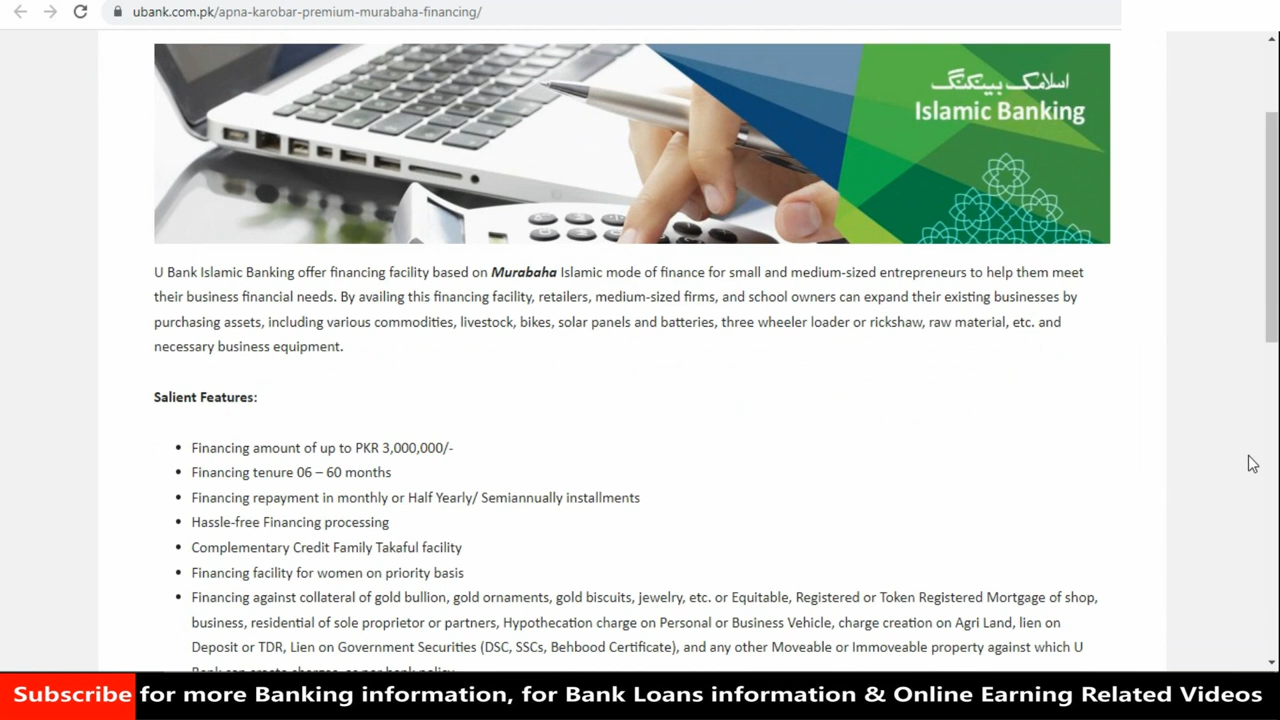 ubank.com.pk/apna-karobar-premium-murabaha-financing/
اسلامک بینکنگ
Islamic Banking
U Bank Islamic Banking offer financing facility based on Murabaha Islamic mode of finance for small and medium-sized entrepreneurs to help them meet
their business financial needs. By availing this financing facility, retailers, medium-sized firms, and school owners can expand their existing businesses by
purchasing assets, including various commodities, livestock, bikes, solar panels and batteries, three wheeler loader or rickshaw, raw material, etc. and
necessary business equipment.
Salient Features:
• Financing amount of up to PKR 3,000,000/-
• Financing tenure 06 – 60 months
• Financing repayment in monthly or Half Yearly/ Semiannually installments
• Hassle-free Financing processing
• Complementary Credit Family Takaful facility
• Financing facility for women on priority basis
• Financing against collateral of gold bullion, gold ornaments, gold biscuits, jewelry, etc. or Equitable, Registered or Token Registered Mortgage of shop,
business, residential of sole proprietor or partners, Hypothecation charge on Personal or Business Vehicle, charge creation on Agri Land, lien on
Deposit or TDR, Lien on Government Securities (DSC, SSCs, Behbood Certificate), and any other Moveable or Immoveable property against which U
Bank can create charges, as per bank policy
Subscribe for more Banking information, for Bank Loans information & Online Earning Related Videos